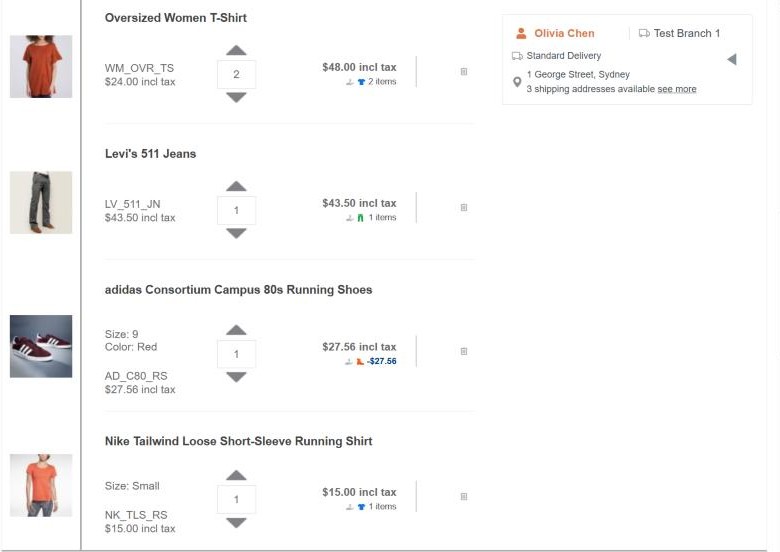 Oversized Women T-Shirt
WM_OVR_TS
$24.00 incl tax
2
$48.00 incl tax
2 items
Olivia Chen
Test Branch 1
Standard Delivery
1 George Street, Sydney
3 shipping addresses available see more
Levi's 511 Jeans
LV_511_JN
$43.50 incl tax
1
$43.50 incl tax
1 items
adidas Consortium Campus 80s Running Shoes
Size: 9
Color: Red
AD_C80_RS
$27.56 incl tax
1
$27.56 incl tax
-$27.56
Nike Tailwind Loose Short-Sleeve Running Shirt
Size: Small
NK_TLS_RS
$15.00 incl tax
1
$15.00 incl tax
1 items